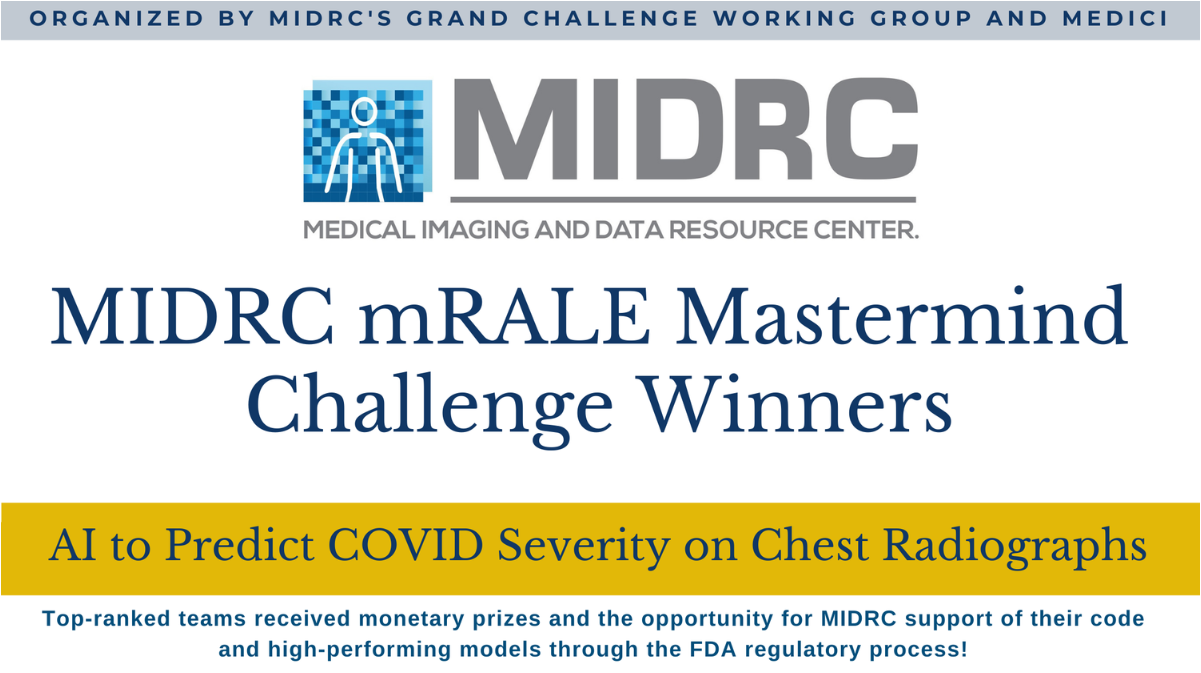 ORGANIZED BY MIDRC'S GRAND CHALLENGE WORKING GROUP AND MEDICI
MIDRC
MEDICAL IMAGING AND DATA RESOURCE CENTER.
MIDRC mRALE Mastermind
Challenge Winners
AI to Predict COVID Severity on Chest Radiographs
Top-ranked teams received monetary prizes and the opportunity for MIDRC support of their code
and high-performing models through the FDA regulatory process!